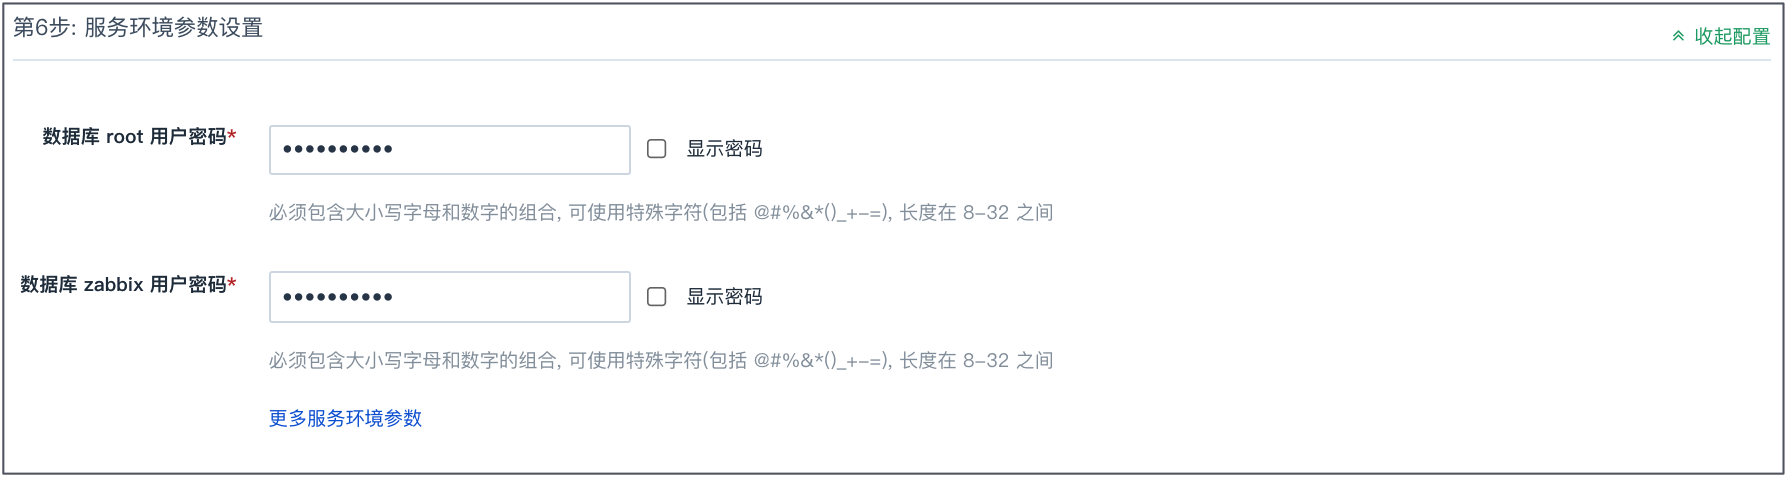 第6步: 服务环境参数设置
收起配置
数据库 root 用户密码*
••••••••••
显示密码
必须包含大小写字母和数字的组合, 可使用特殊字符(包括 @#%&*()_+-=), 长度在 8-32 之间
数据库 zabbix 用户密码*
••••••••••
显示密码
必须包含大小写字母和数字的组合, 可使用特殊字符(包括 @#%&*()_+-=), 长度在 8-32 之间
更多服务环境参数